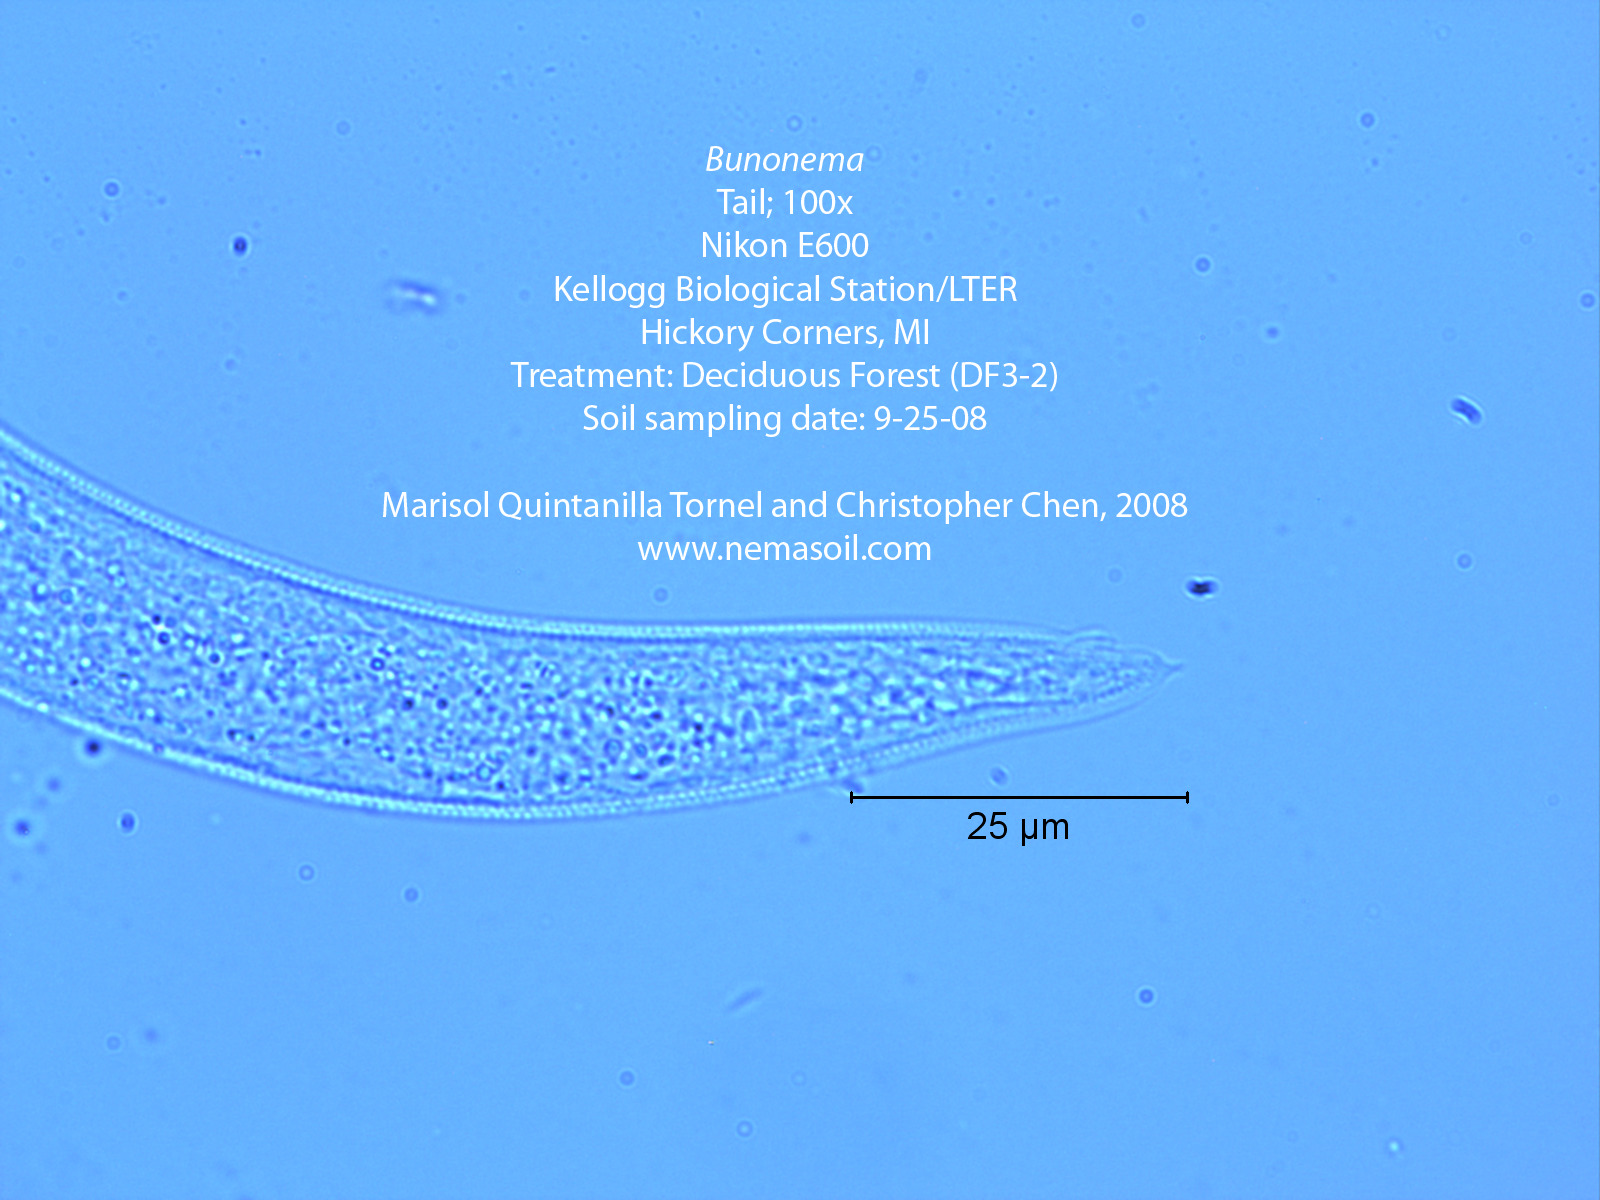 Bunonema
Tail; 100x
Nikon E600
Kellogg Biological Station/LTER
Hickory Corners, MI
Treatment: Deciduous Forest (DF3-2)
Soil sampling date: 9-25-08
Marisol Quintanilla Tornel and Christopher Chen, 2008
www.nemasoil.com
25 µm